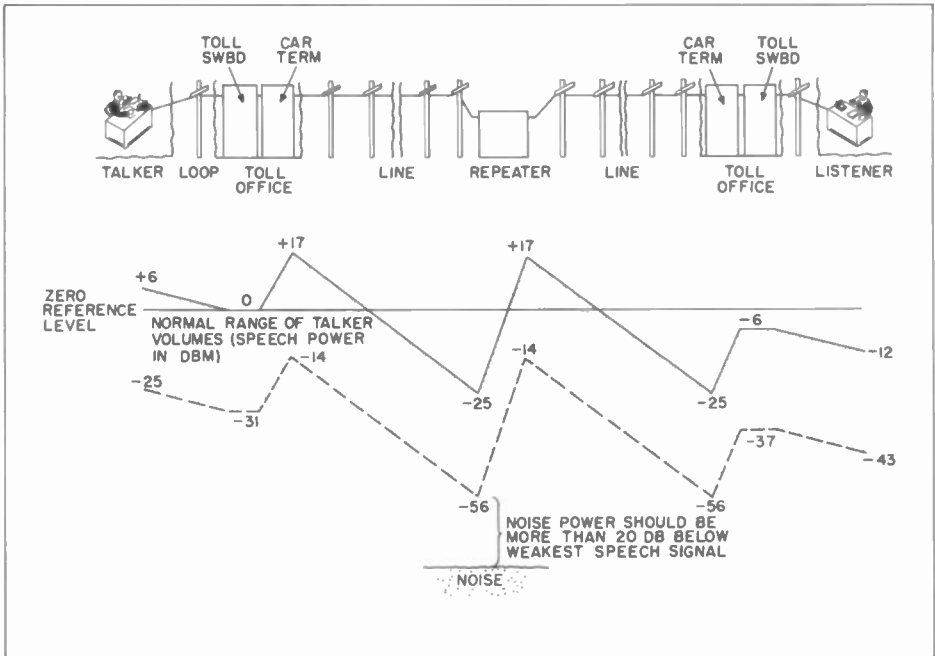 TOLL SWBD
CAR TERM
CAR TERM
TOLL SWBD
TALKER
LOOP
TOLL OFFICE
LINE
REPEATER
LINE
TOLL OFFICE
LISTENER
+6
0
+17
+17
-6
-12
-25
-25
ZERO
REFERENCE
LEVEL
NORMAL RANGE OF TALKER
VOLUMES (SPEECH POWER
IN DBM)
-25
-31
-14
-14
-37
-43
-56
-56
NOISE POWER SHOULD BE
MORE THAN 20 DB BELOW
WEAKEST SPEECH SIGNAL
NOISE